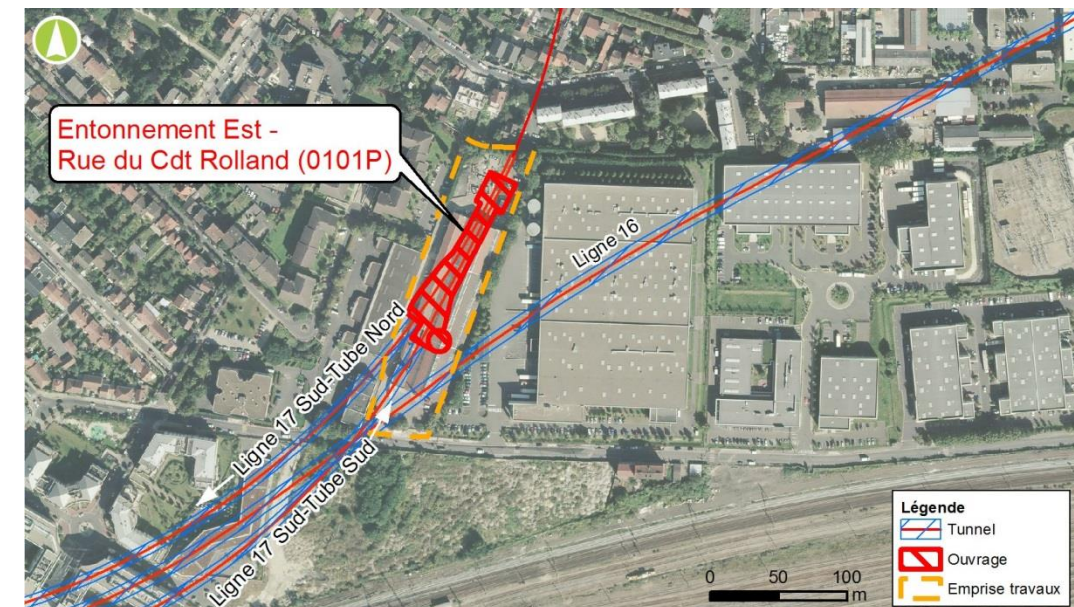 Entonnement Est -
Rue du Cdt Rolland (0101P)
Ligne 16
Ligne 17 Sud-Tube Nord
Ligne 17 Sud-Tube Sud
Légende
Tunnel
Ouvrage
Emprise travaux
0 50 100
m